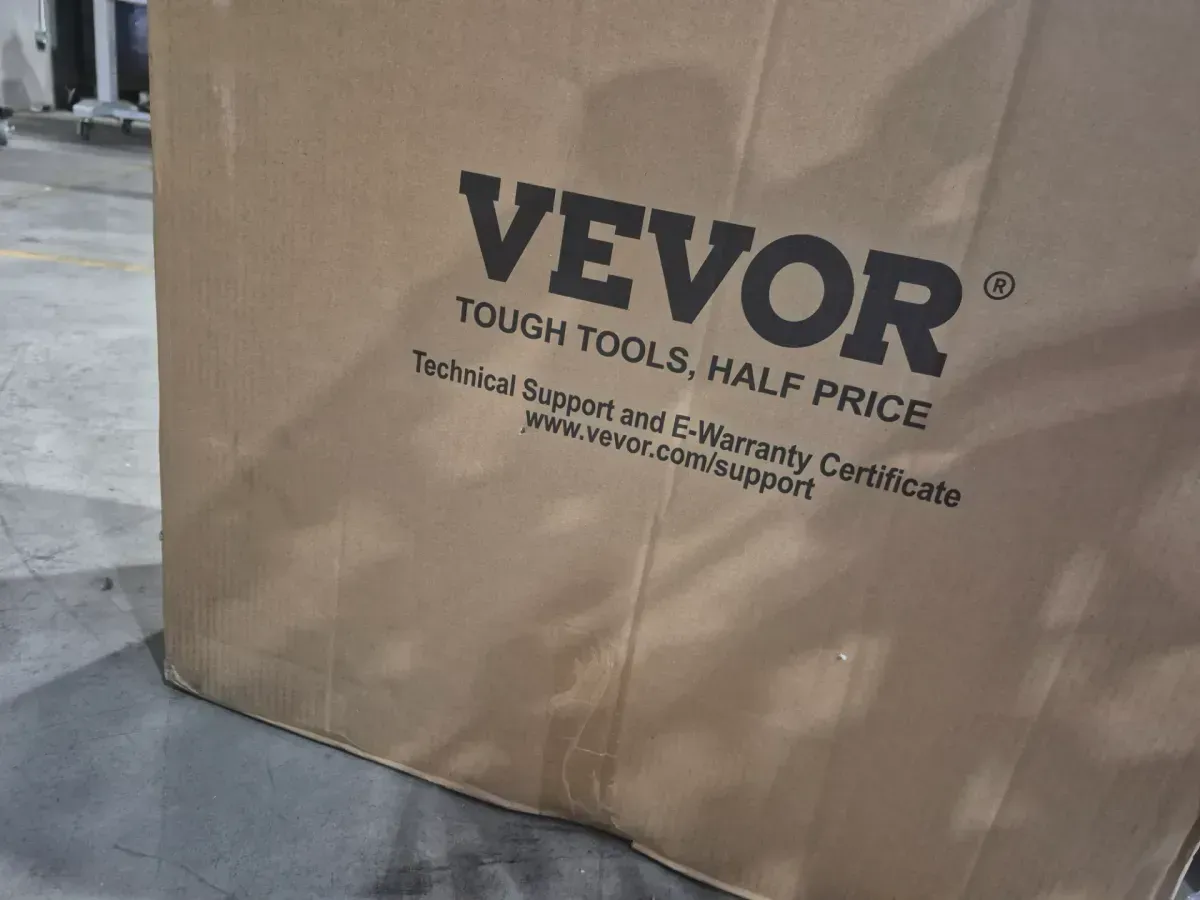 VEVOR®
TOUGH TOOLS, HALF PRICE
Technical Support and E-Warranty Certificate
www.vevor.com/support